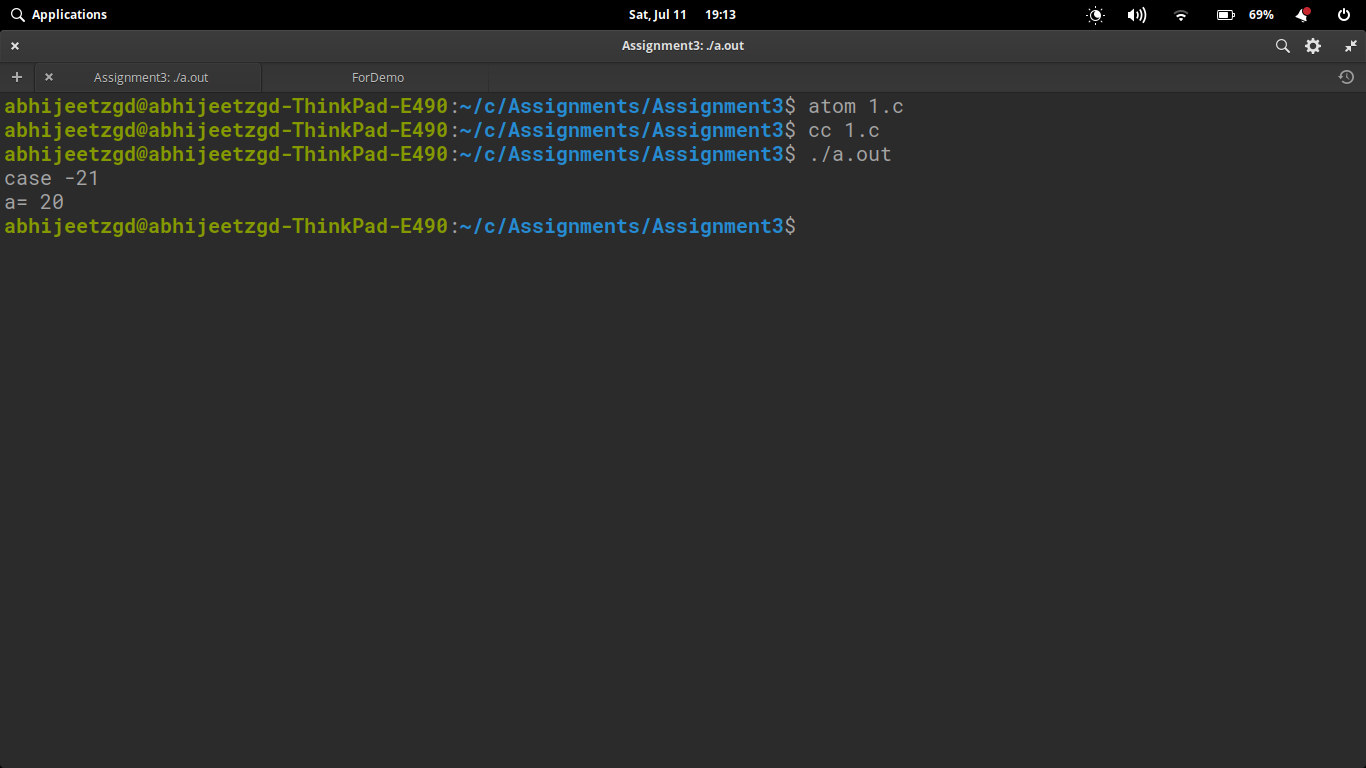 Applications
Sat, Jul 11 19:13
69%
Assignment3: ./a.out
Assignment3: ./a.out
ForDemo
abhijeetzgd@abhijeetzgd-ThinkPad-E490:~/c/Assignments/Assignment3$ atom 1.c
abhijeetzgd@abhijeetzgd-ThinkPad-E490:~/c/Assignments/Assignment3$ cc 1.c
abhijeetzgd@abhijeetzgd-ThinkPad-E490:~/c/Assignments/Assignment3$ ./a.out
case -21
a= 20
abhijeetzgd@abhijeetzgd-ThinkPad-E490:~/c/Assignments/Assignment3$